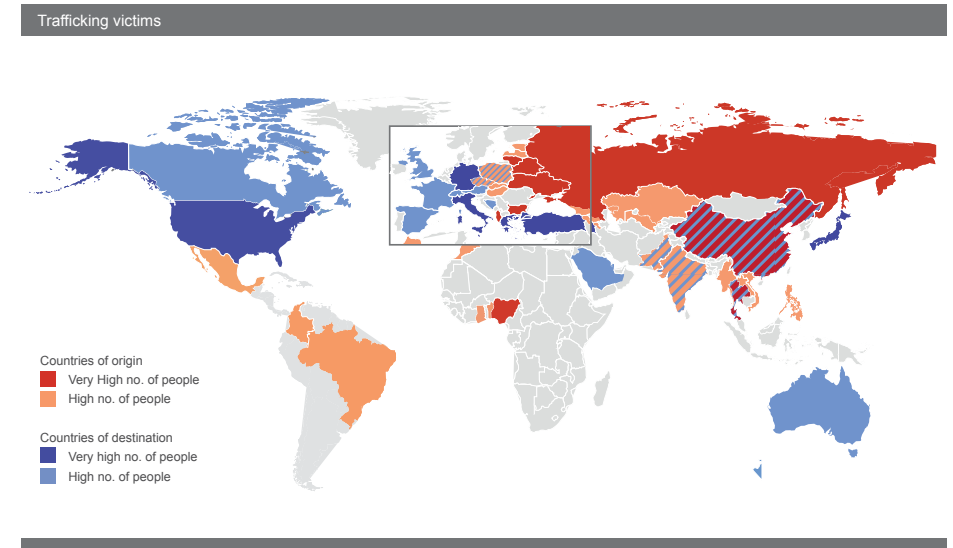 Trafficking victims
Countries of origin
Very High no. of people
High no. of people
Countries of destination
Very high no. of people
High no. of people